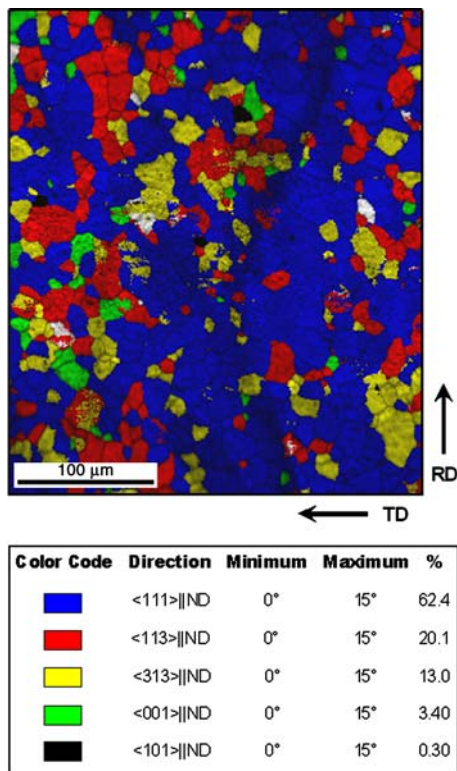 100 µm
RD
TD
Color Code Direction Minimum Maximum %
<111>||ND 0° 15° 62.4
<113>||ND 0° 15° 20.1
<313>||ND 0° 15° 13.0
<001>||ND 0° 15° 3.40
<101>||ND 0° 15° 0.30